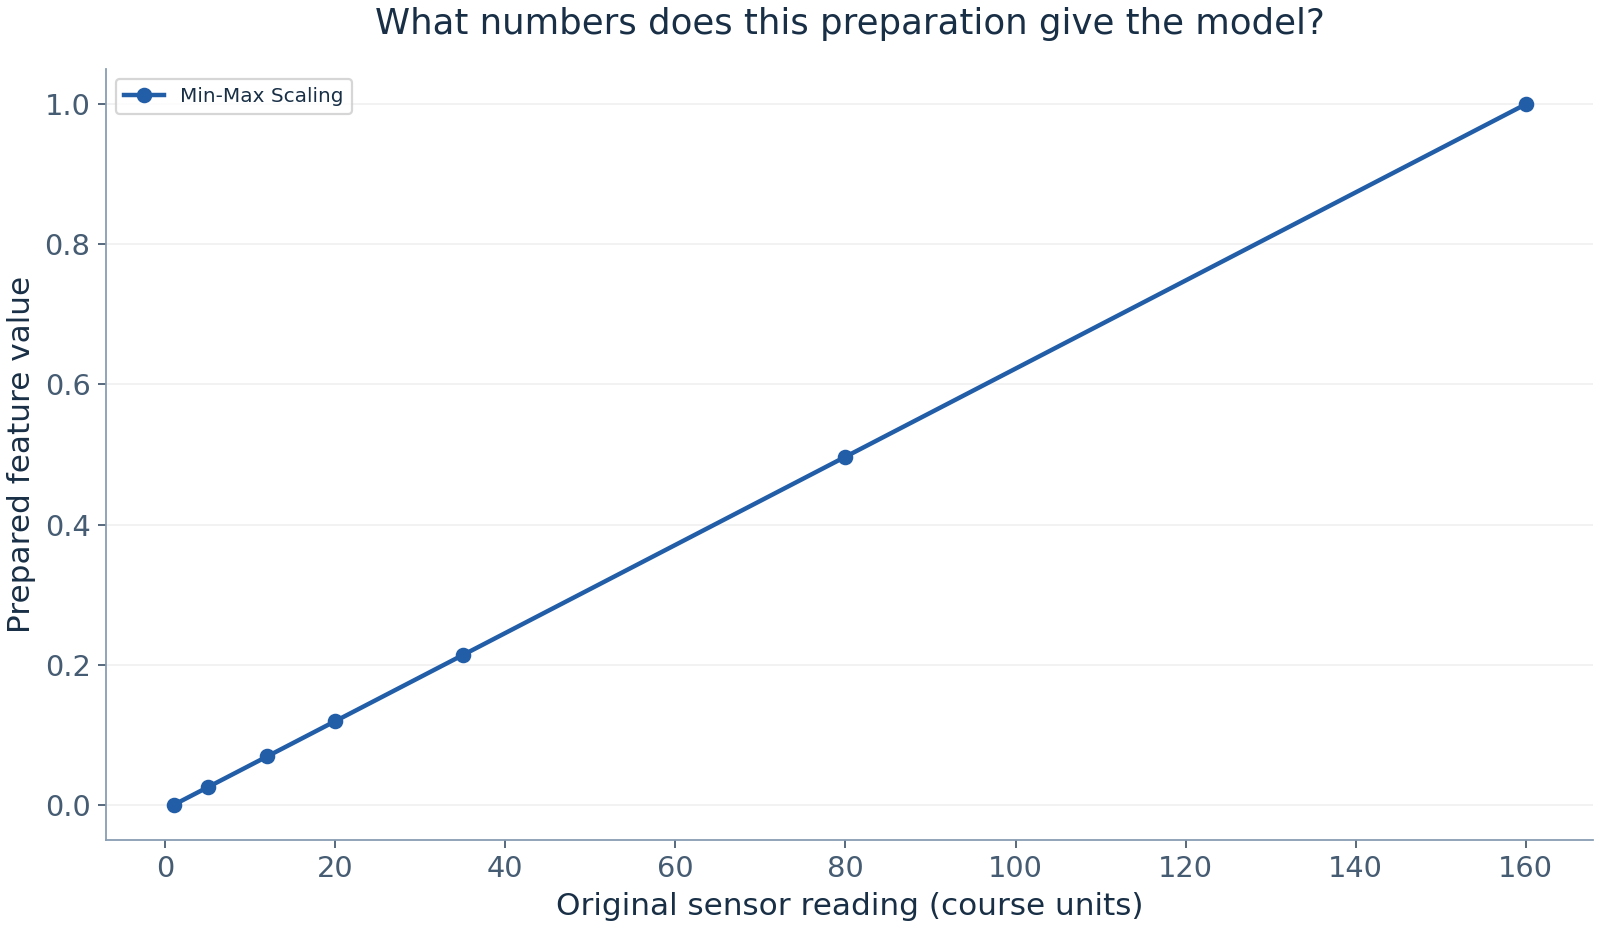 What numbers does this preparation give the model?
Min-Max Scaling
1.0
0.8
0.6
0.4
0.2
0.0
Prepared feature value
0 20 40 60 80 100 120 140 160
Original sensor reading (course units)